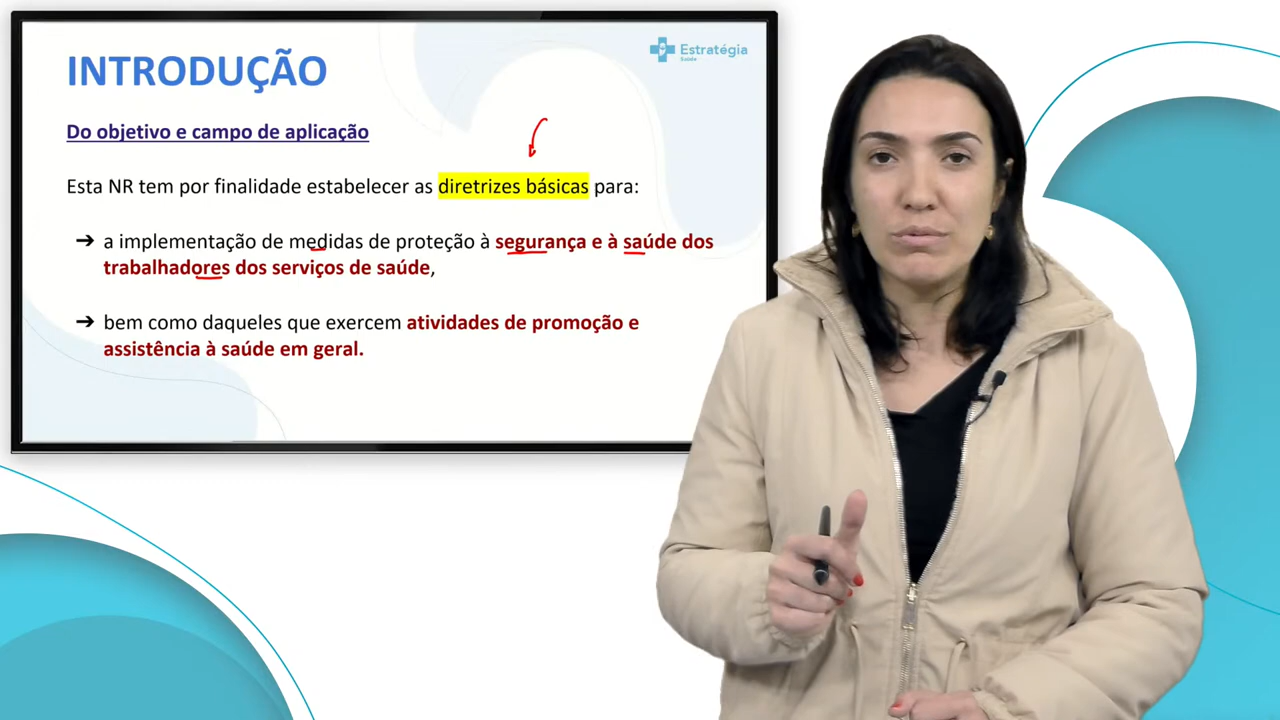 INTRODUÇÃO
Estratégia
Saúde
Do objetivo e campo de aplicação
Esta NR tem por finalidade estabelecer as diretrizes básicas para:
➔ a implementação de medidas de proteção à segurança e à saúde dos
trabalhadores dos serviços de saúde,
➔ bem como daqueles que exercem atividades de promoção e
assistência à saúde em geral.